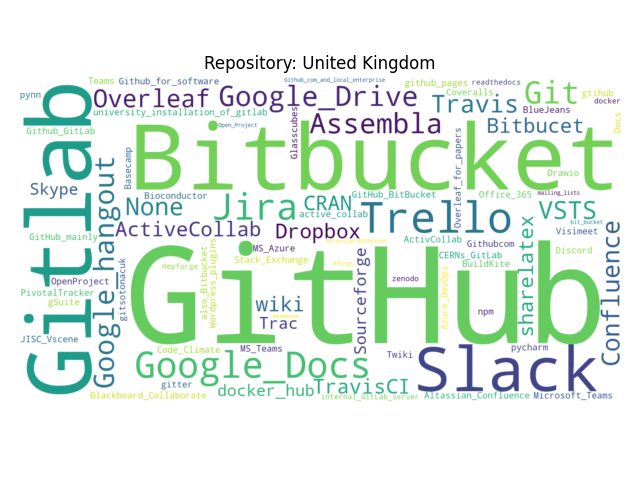 Repository: United Kingdom
Teams
Github_for_software
Github_com_and_local_enterprise
github_pages
readthedocs
pynn
Overleaf
Google_Drive
Travis
Coveralls
Git
gtihub
docker
university_installation_of_gitlab
BlueJeans
Github_GitLab
Open_Project
Glasscubes
Assembla
Bitbucet
Docs
Gitlab
Basecamp
Bitbucket
Overleaf_for_papers
Drawio
Skype
Google_hangout
Bioconductor
GitHub_BitBucket
Office_365
mailing_lists
None
Jira
CRAN
active_collab
Trello
VSTS
bit_bucket
GitHub_mainly
ActiveCollab
Dropbox
ActivCollab
Githubcom
Visimeet
MS_Azure
Stack_Exchange
CERNs_GitLab
Discord
Hepforge
also_Bitbucket
Wordpress_plugins
BuildKite
OpenProject
gitsotonacuk
GitHub
zenodo
Azure_DevOps
sharelatex
Confluence
PivotalTracker
gSuite
wiki
Sourceforge
npm
Trac
JISC_Vscene
Code_Climate
MS_Teams
Twiki
pycharm
Google_Docs
Slack
gitter
docker_hub
TravisCI
Blackboard_Collaborate
internal_GitLab_server
Altassian_Confluence
Microsoft_Teams